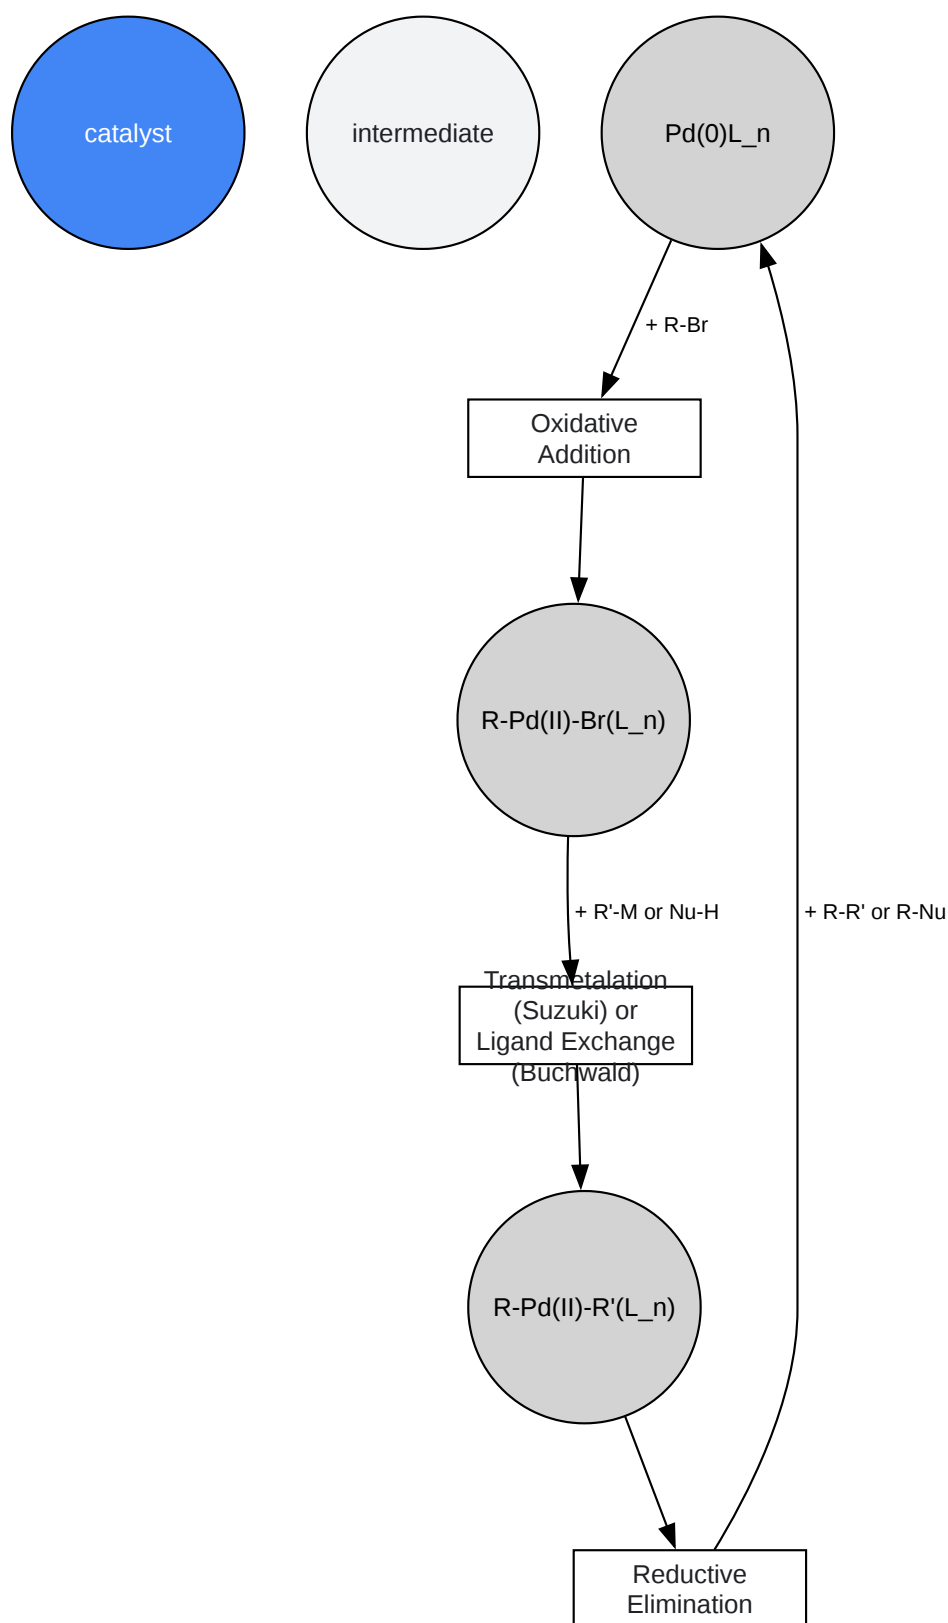 catalyst
intermediate
Pd(0)L_n
+ R-Br
Oxidative
Addition
R-Pd(II)-Br(L_n)
+ R'-M or Nu-H
+ R-R' or R-Nu
Transmetalation
(Suzuki) or
Ligand Exchange
(Buchwald)
R-Pd(II)-R'(L_n)
Reductive
Elimination